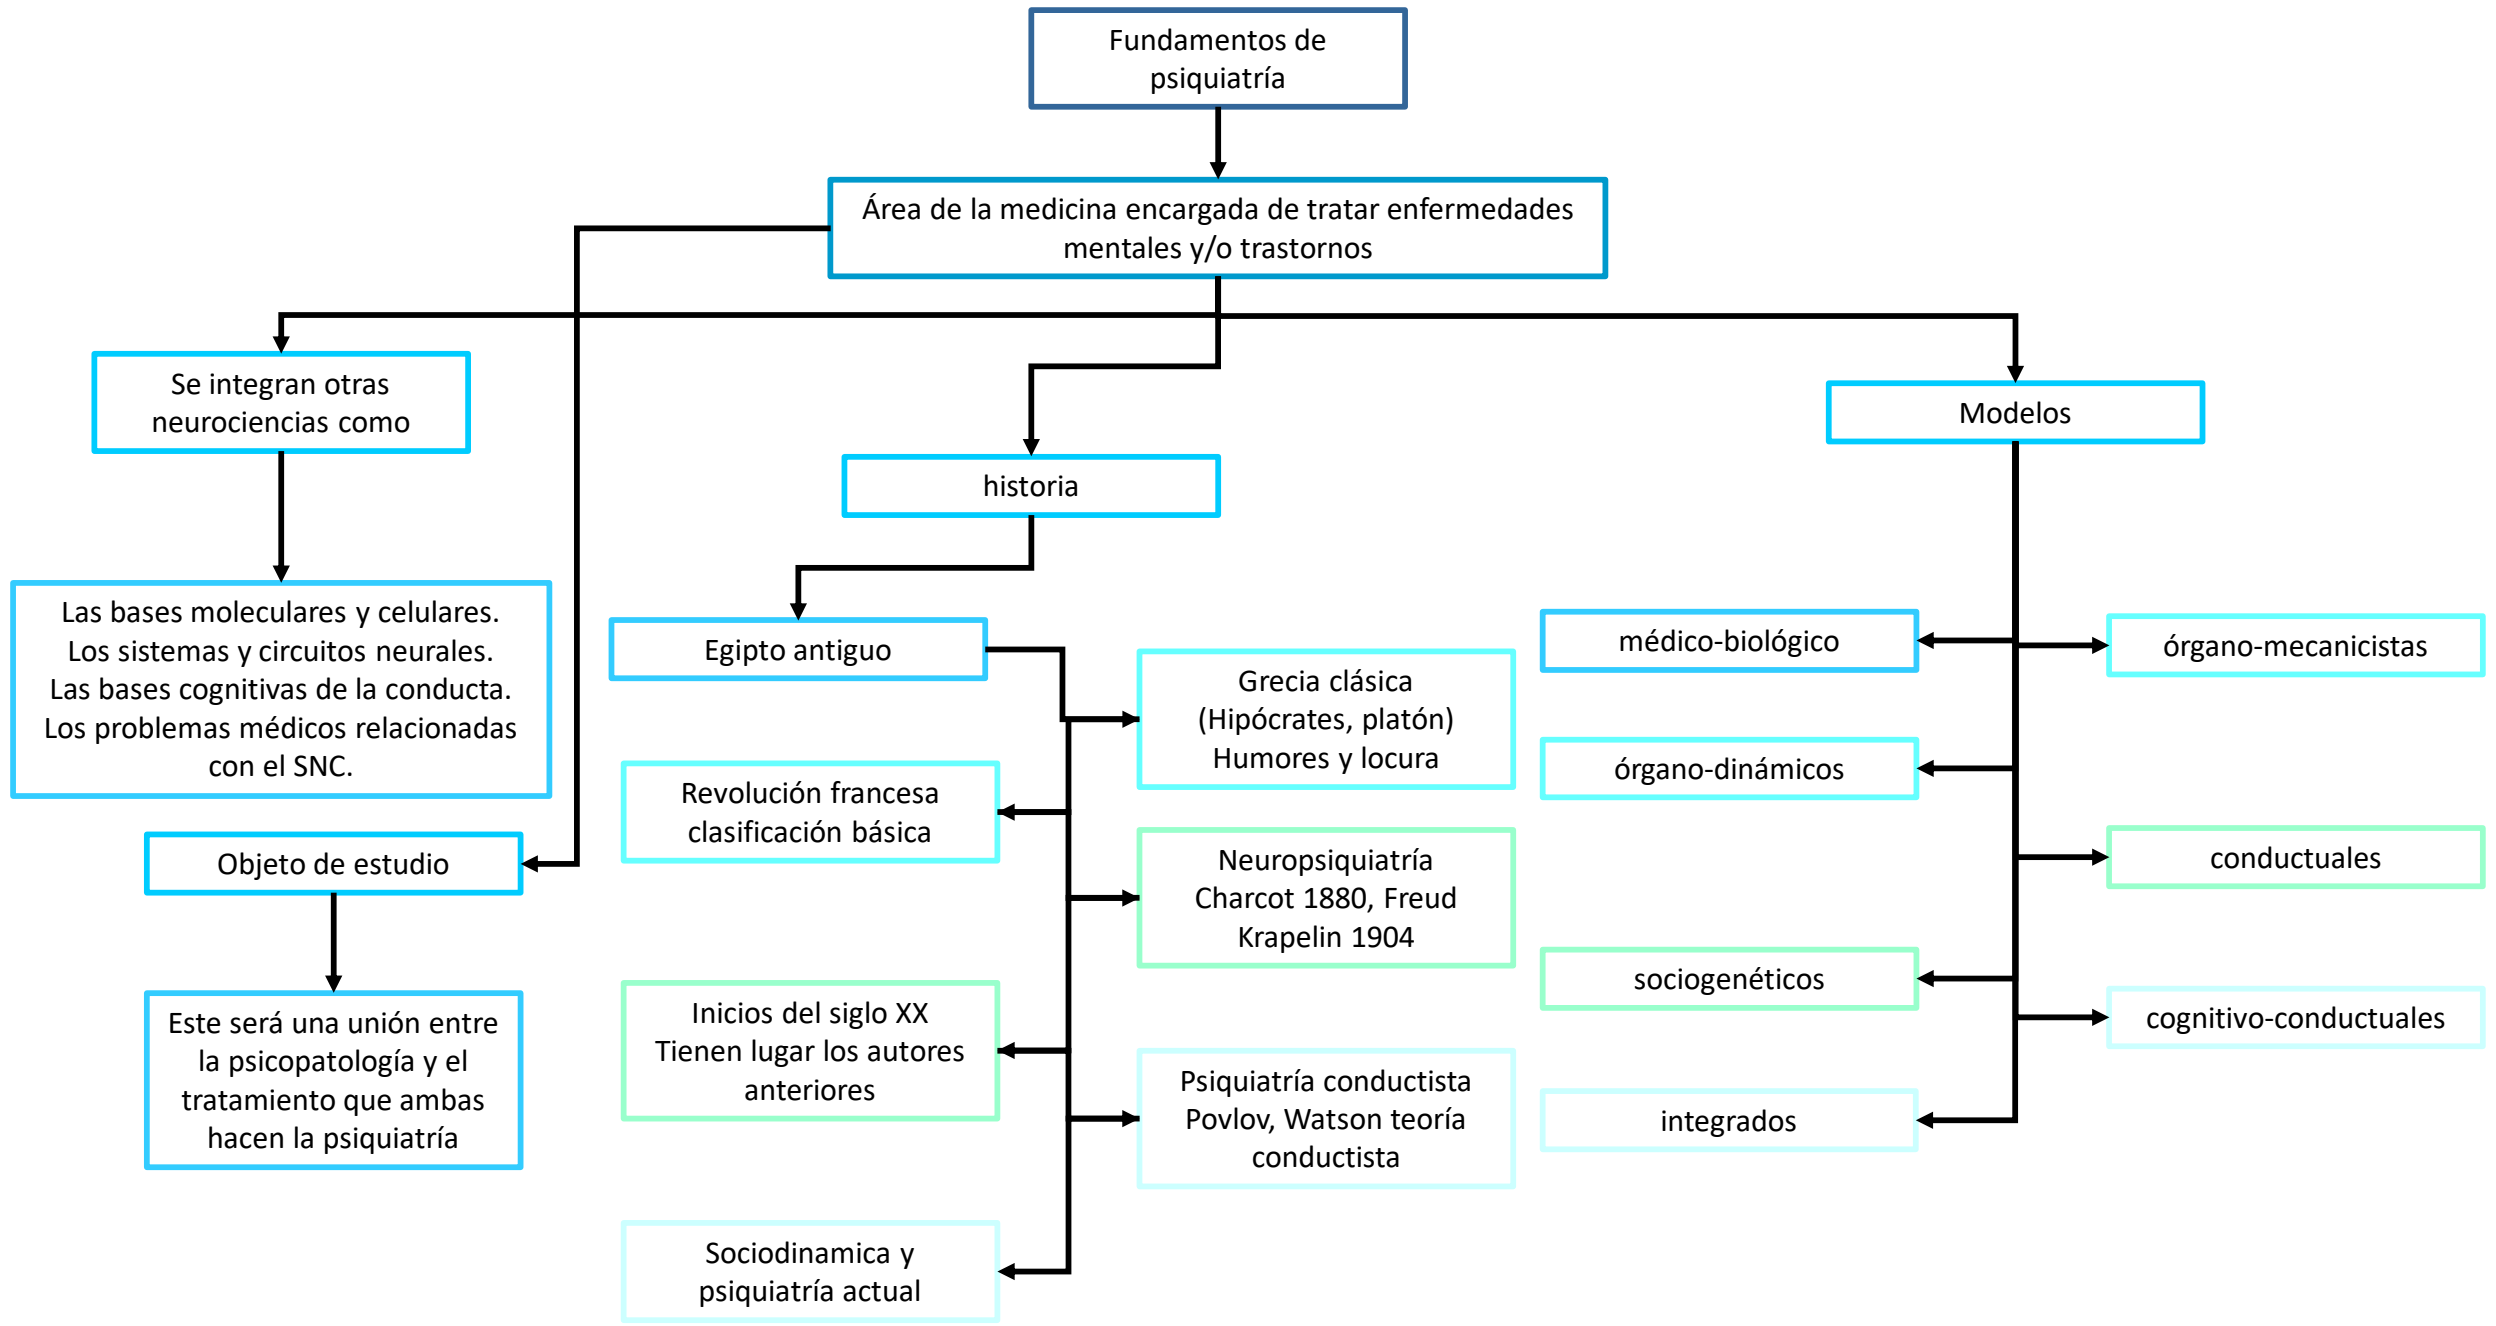 Fundamentos de
psiquiatría
Área de la medicina encargada de tratar enfermedades
mentales y/o trastornos
Se integran otras
neurociencias como
Las bases moleculares y celulares.
Los sistemas y circuitos neurales.
Las bases cognitivas de la conducta.
Los problemas médicos relacionadas
con el SNC.
Objeto de estudio
Este será una unión entre
la psicopatología y el
tratamiento que ambas
hacen la psiquiatría
historia
Egipto antiguo
Grecia clásica
(Hipócrates, platón)
Humores y locura
Revolución francesa
clasificación básica
Neuropsiquiatría
Charcot 1880, Freud
Krapelin 1904
Inicios del siglo XX
Tienen lugar los autores
anteriores
Psiquiatría conductista
Povlov, Watson teoría
conductista
Sociodinamica y
psiquiatría actual
Modelos
médico-biológico
órgano-mecanicistas
órgano-dinámicos
conductuales
sociogenéticos
cognitivo-conductuales
integrados